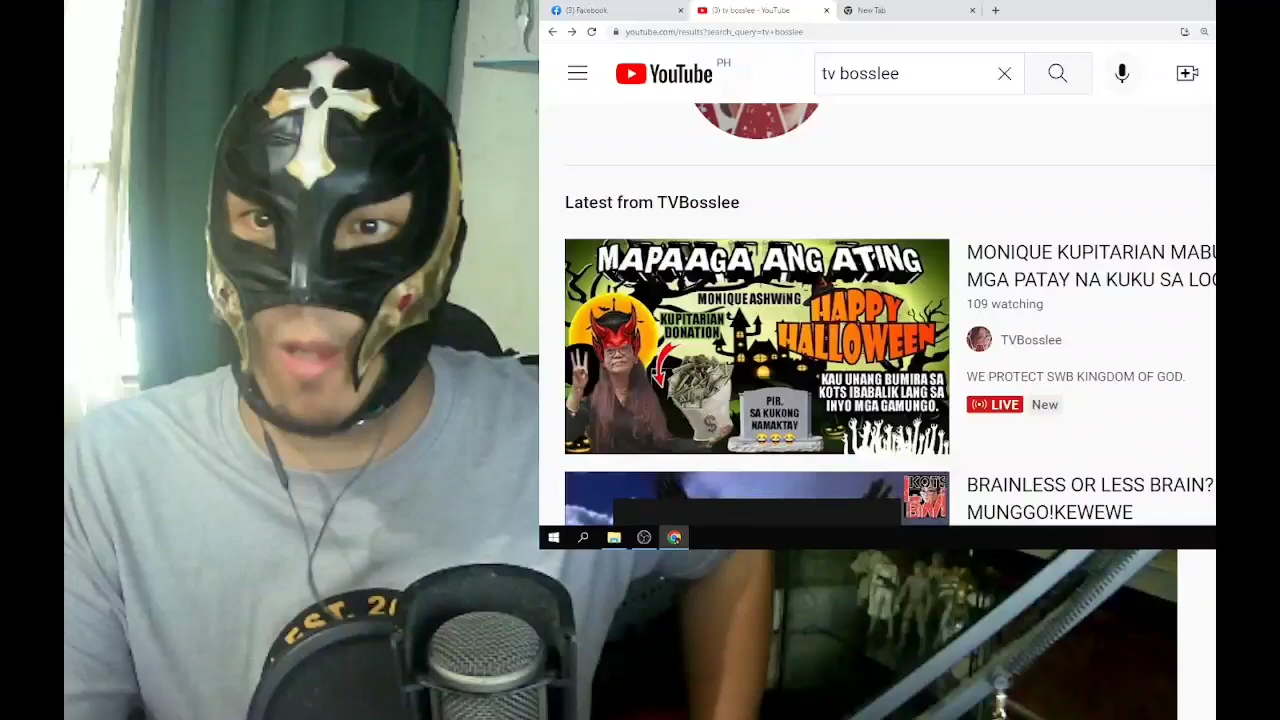 (3) Facebook
(3) tv bosslee - YouTube
New Tab
youtube.com/results?search_query=tv+bosslee
YouTube
PH
tv bosslee
Latest from TVBosslee
MAPAAGA ANG ATING
MONIQUE ASHWING
KUPITARIAN
DONATION
HAPPY
HALLOWEEN
KAU UNANG BUMIRA SA
KOTS IBABALIK LANG SA
INYO MGA GAMUNGO.
PIR.
SA KUKONG
NAMAKTAY
$
MONIQUE KUPITARIAN MABU
MGA PATAY NA KUKU SA LOO
109 watching
TVBosslee
WE PROTECT SWB KINGDOM OF GOD.
LIVE
New
KOTS
BRAINLESS OR LESS BRAIN?
MUNGGO!KEWEWE
EST. 20